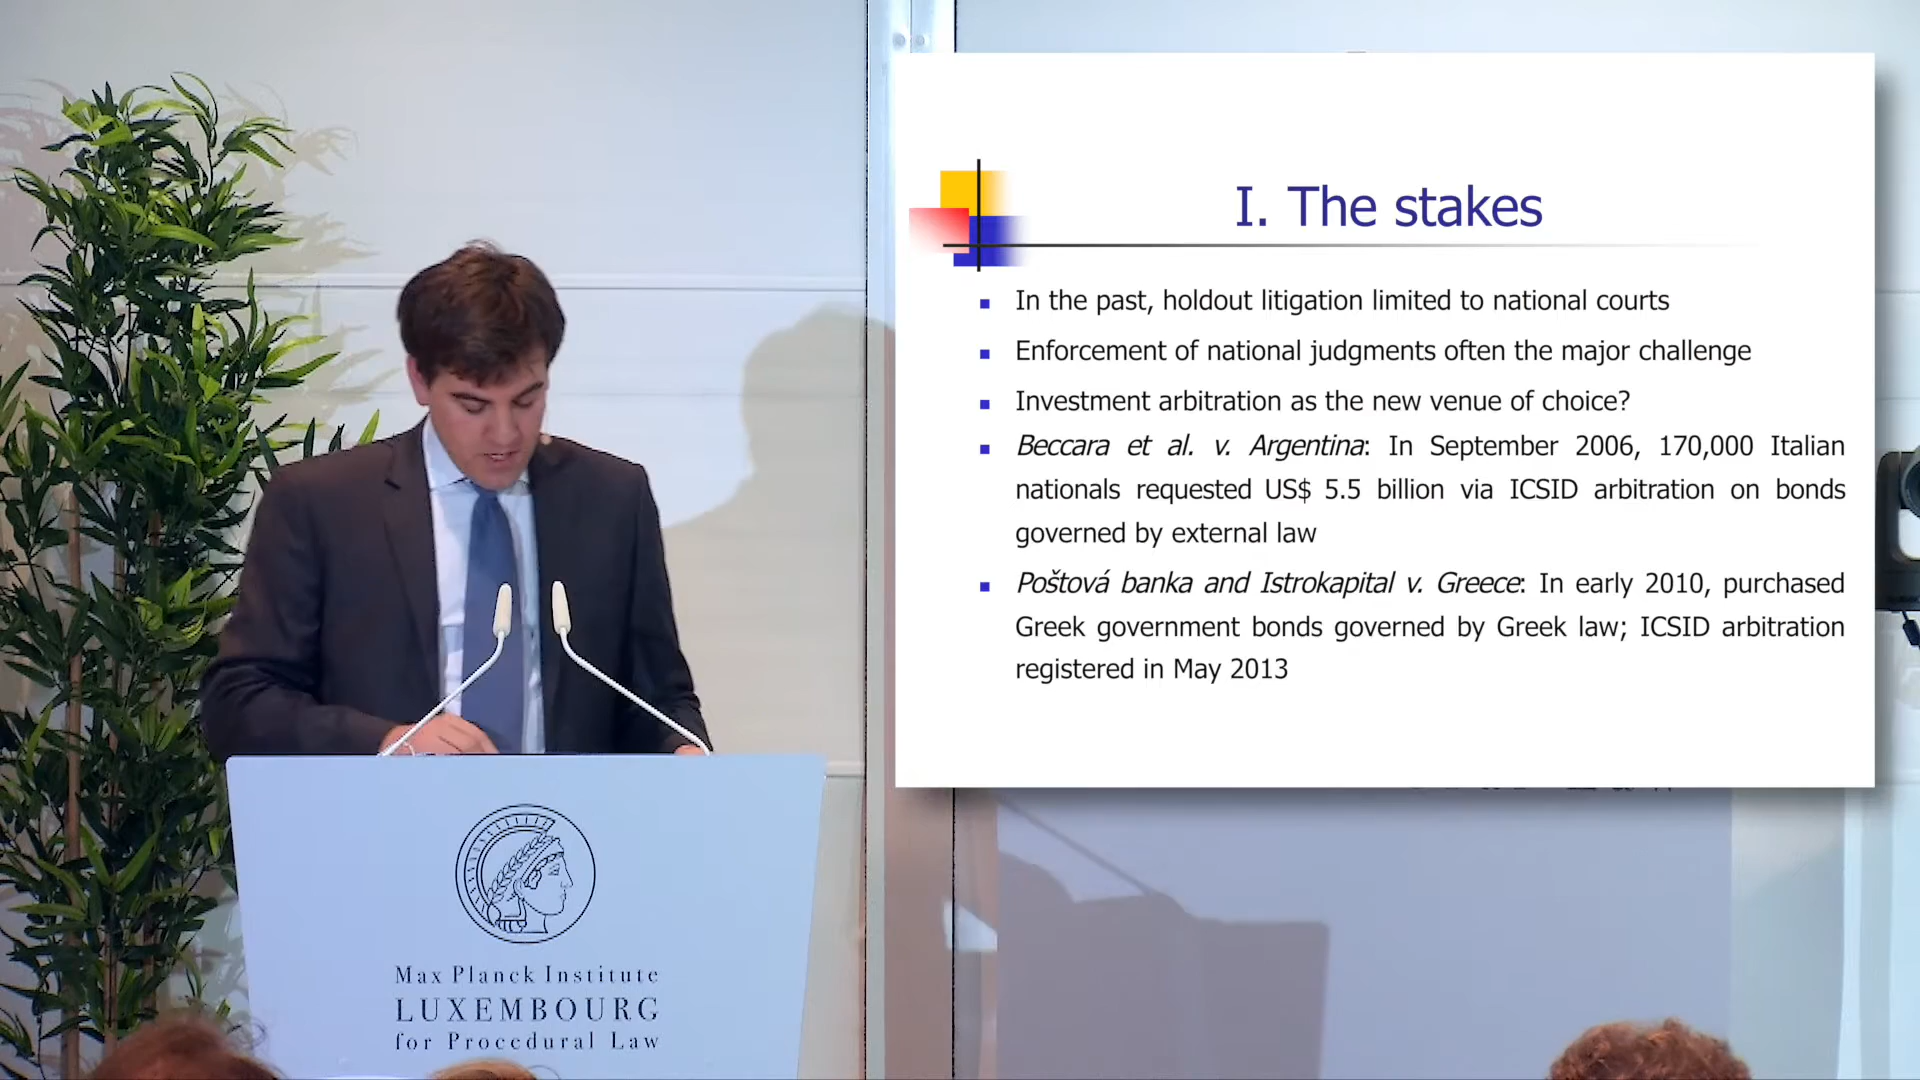 I. The stakes
In the past, holdout litigation limited to national courts
Enforcement of national judgments often the major challenge
Investment arbitration as the new venue of choice?
Beccara et al. v. Argentina: In September 2006, 170,000 Italian
nationals requested US$ 5.5 billion via ICSID arbitration on bonds
governed by external law
Poštová banka and Istrokapital v. Greece: In early 2010, purchased
Greek government bonds governed by Greek law; ICSID arbitration
registered in May 2013
Max Planck Institute
LUXEMBOURG
for Procedural Law